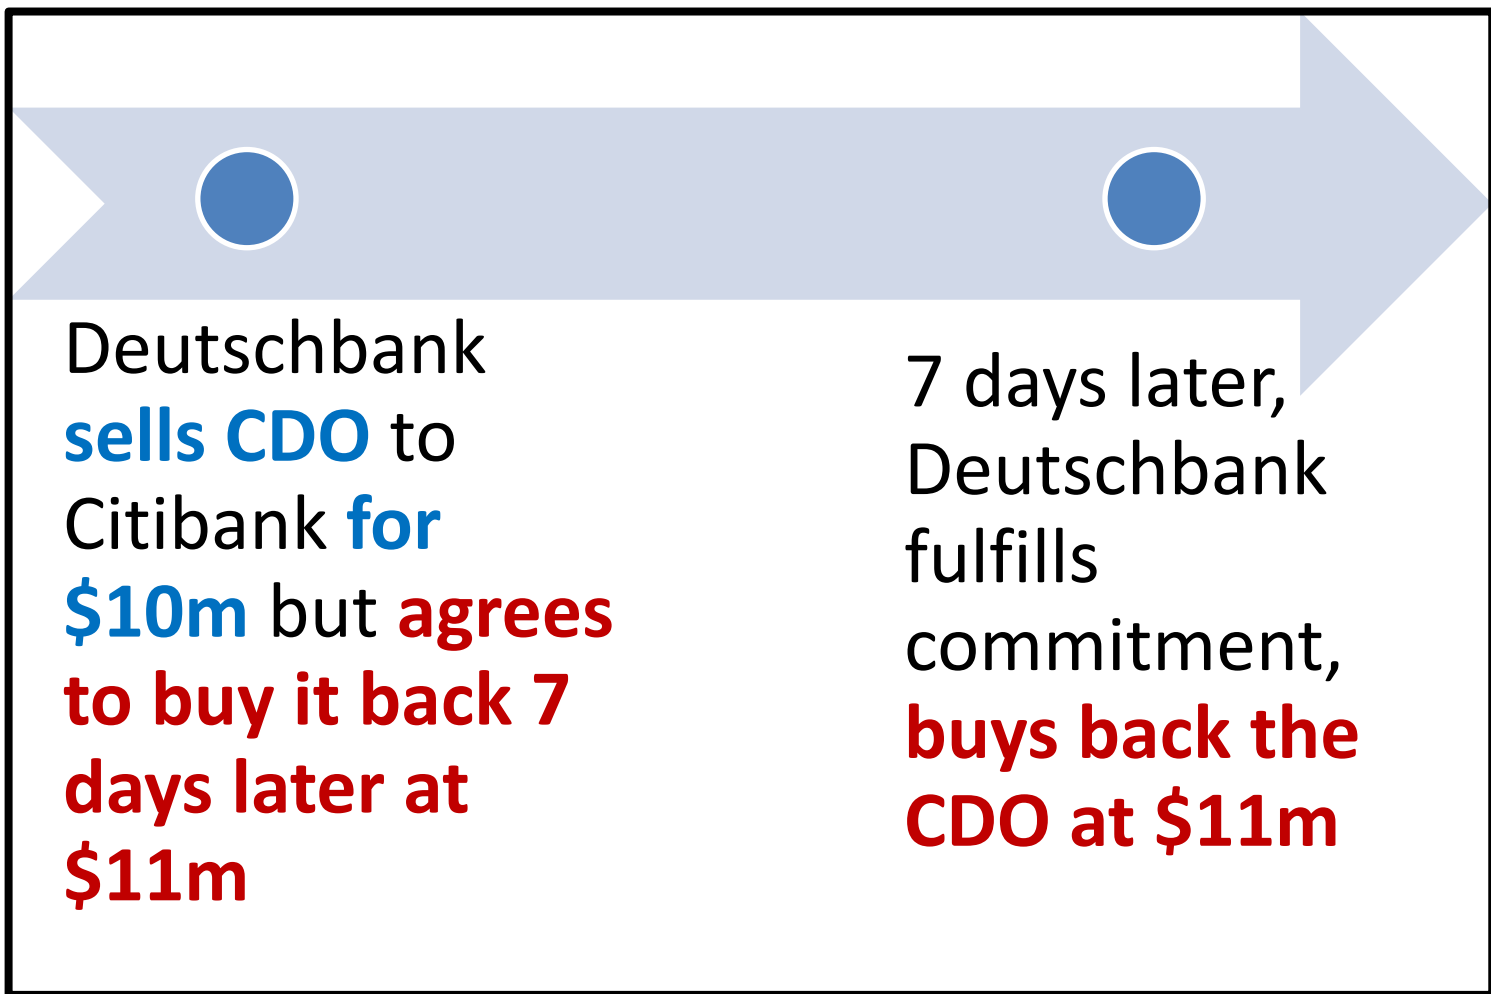 Deutschbank
sells CDO to
Citibank for
$10m but agrees
to buy it back 7
days later at
$11m
7 days later,
Deutschbank
fulfills
commitment,
buys back the
CDO at $11m